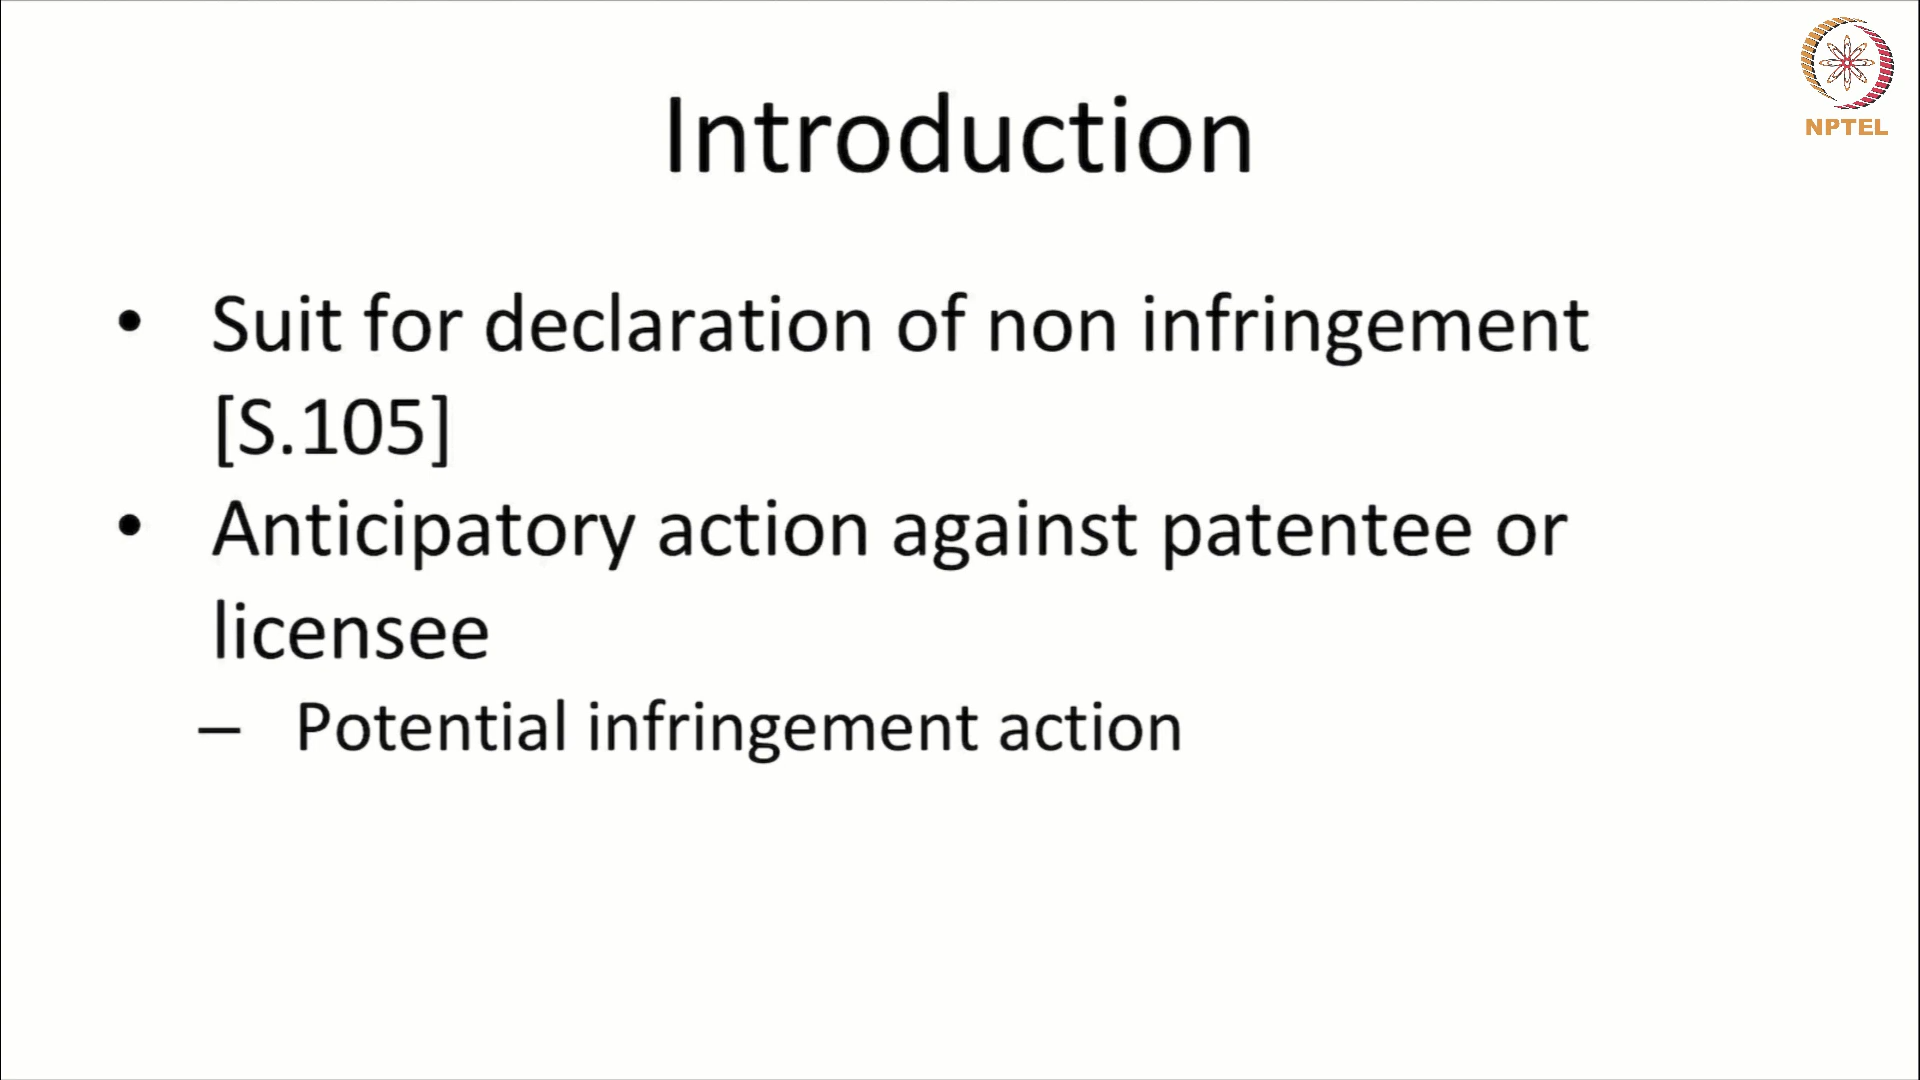 NPTEL
Introduction
• Suit for declaration of non infringement
[S.105]
• Anticipatory action against patentee or
licensee
– Potential infringement action